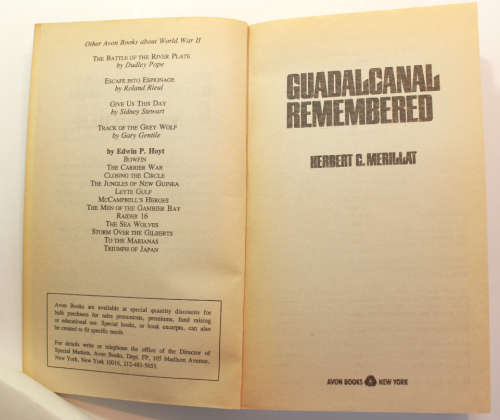 Other Avon Books about World War II
THE BATTLE OF THE RIVER PLATE
by Dudley Pope
ESCAPE INTO ESPIONAGE
by Roland Rieul
GIVE US THIS DAY
by Sidney Stewart
TRACK OF THE GREY WOLF
by Gary Gentile
by Edwin P. Hoyt
BOWFIN
THE CARRIER WAR
CLOSING THE CIRCLE
THE JUNGLES OF NEW GUINEA
LEYTE GULF
MCCAMPBELL'S HEROES
THE MEN OF THE GAMBIER BAY
RAIDER 16
THE SEA WOLVES
STORM OVER THE GILBERTS
TO THE MARIANAS
TRIUMPH OF JAPAN
Avon Books are available at special quantity discounts for
bulk purchases for sales promotions, premiums, fund raising
or educational use. Special books, or book excerpts, can also
be created to fit specific needs.
For details write or telephone the office of the Director of
Special Markets, Avon Books, Dept. FP, 105 Madison Avenue,
New York, New York 10016, 212-481-5653.
GUADALCANAL
REMEMBERED
HERBERT C. MERILLAT
AVON BOOKS NEW YORK